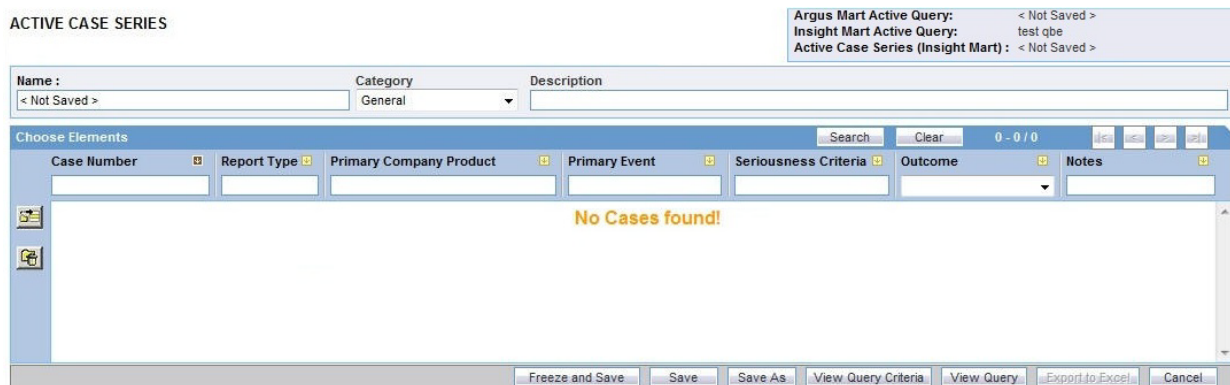 ACTIVE CASE SERIES
Argus Mart Active Query: < Not Saved >
Insight Mart Active Query: test qbe
Active Case Series (Insight Mart) : < Not Saved >
Name : Category Description
< Not Saved > General
Choose Elements Search Clear 0 - 0 / 0
Case Number Report Type Primary Company Product Primary Event Seriousness Criteria Outcome Notes
No Cases found!
Freeze and Save Save Save As View Query Criteria View Query Export to Excel Cancel